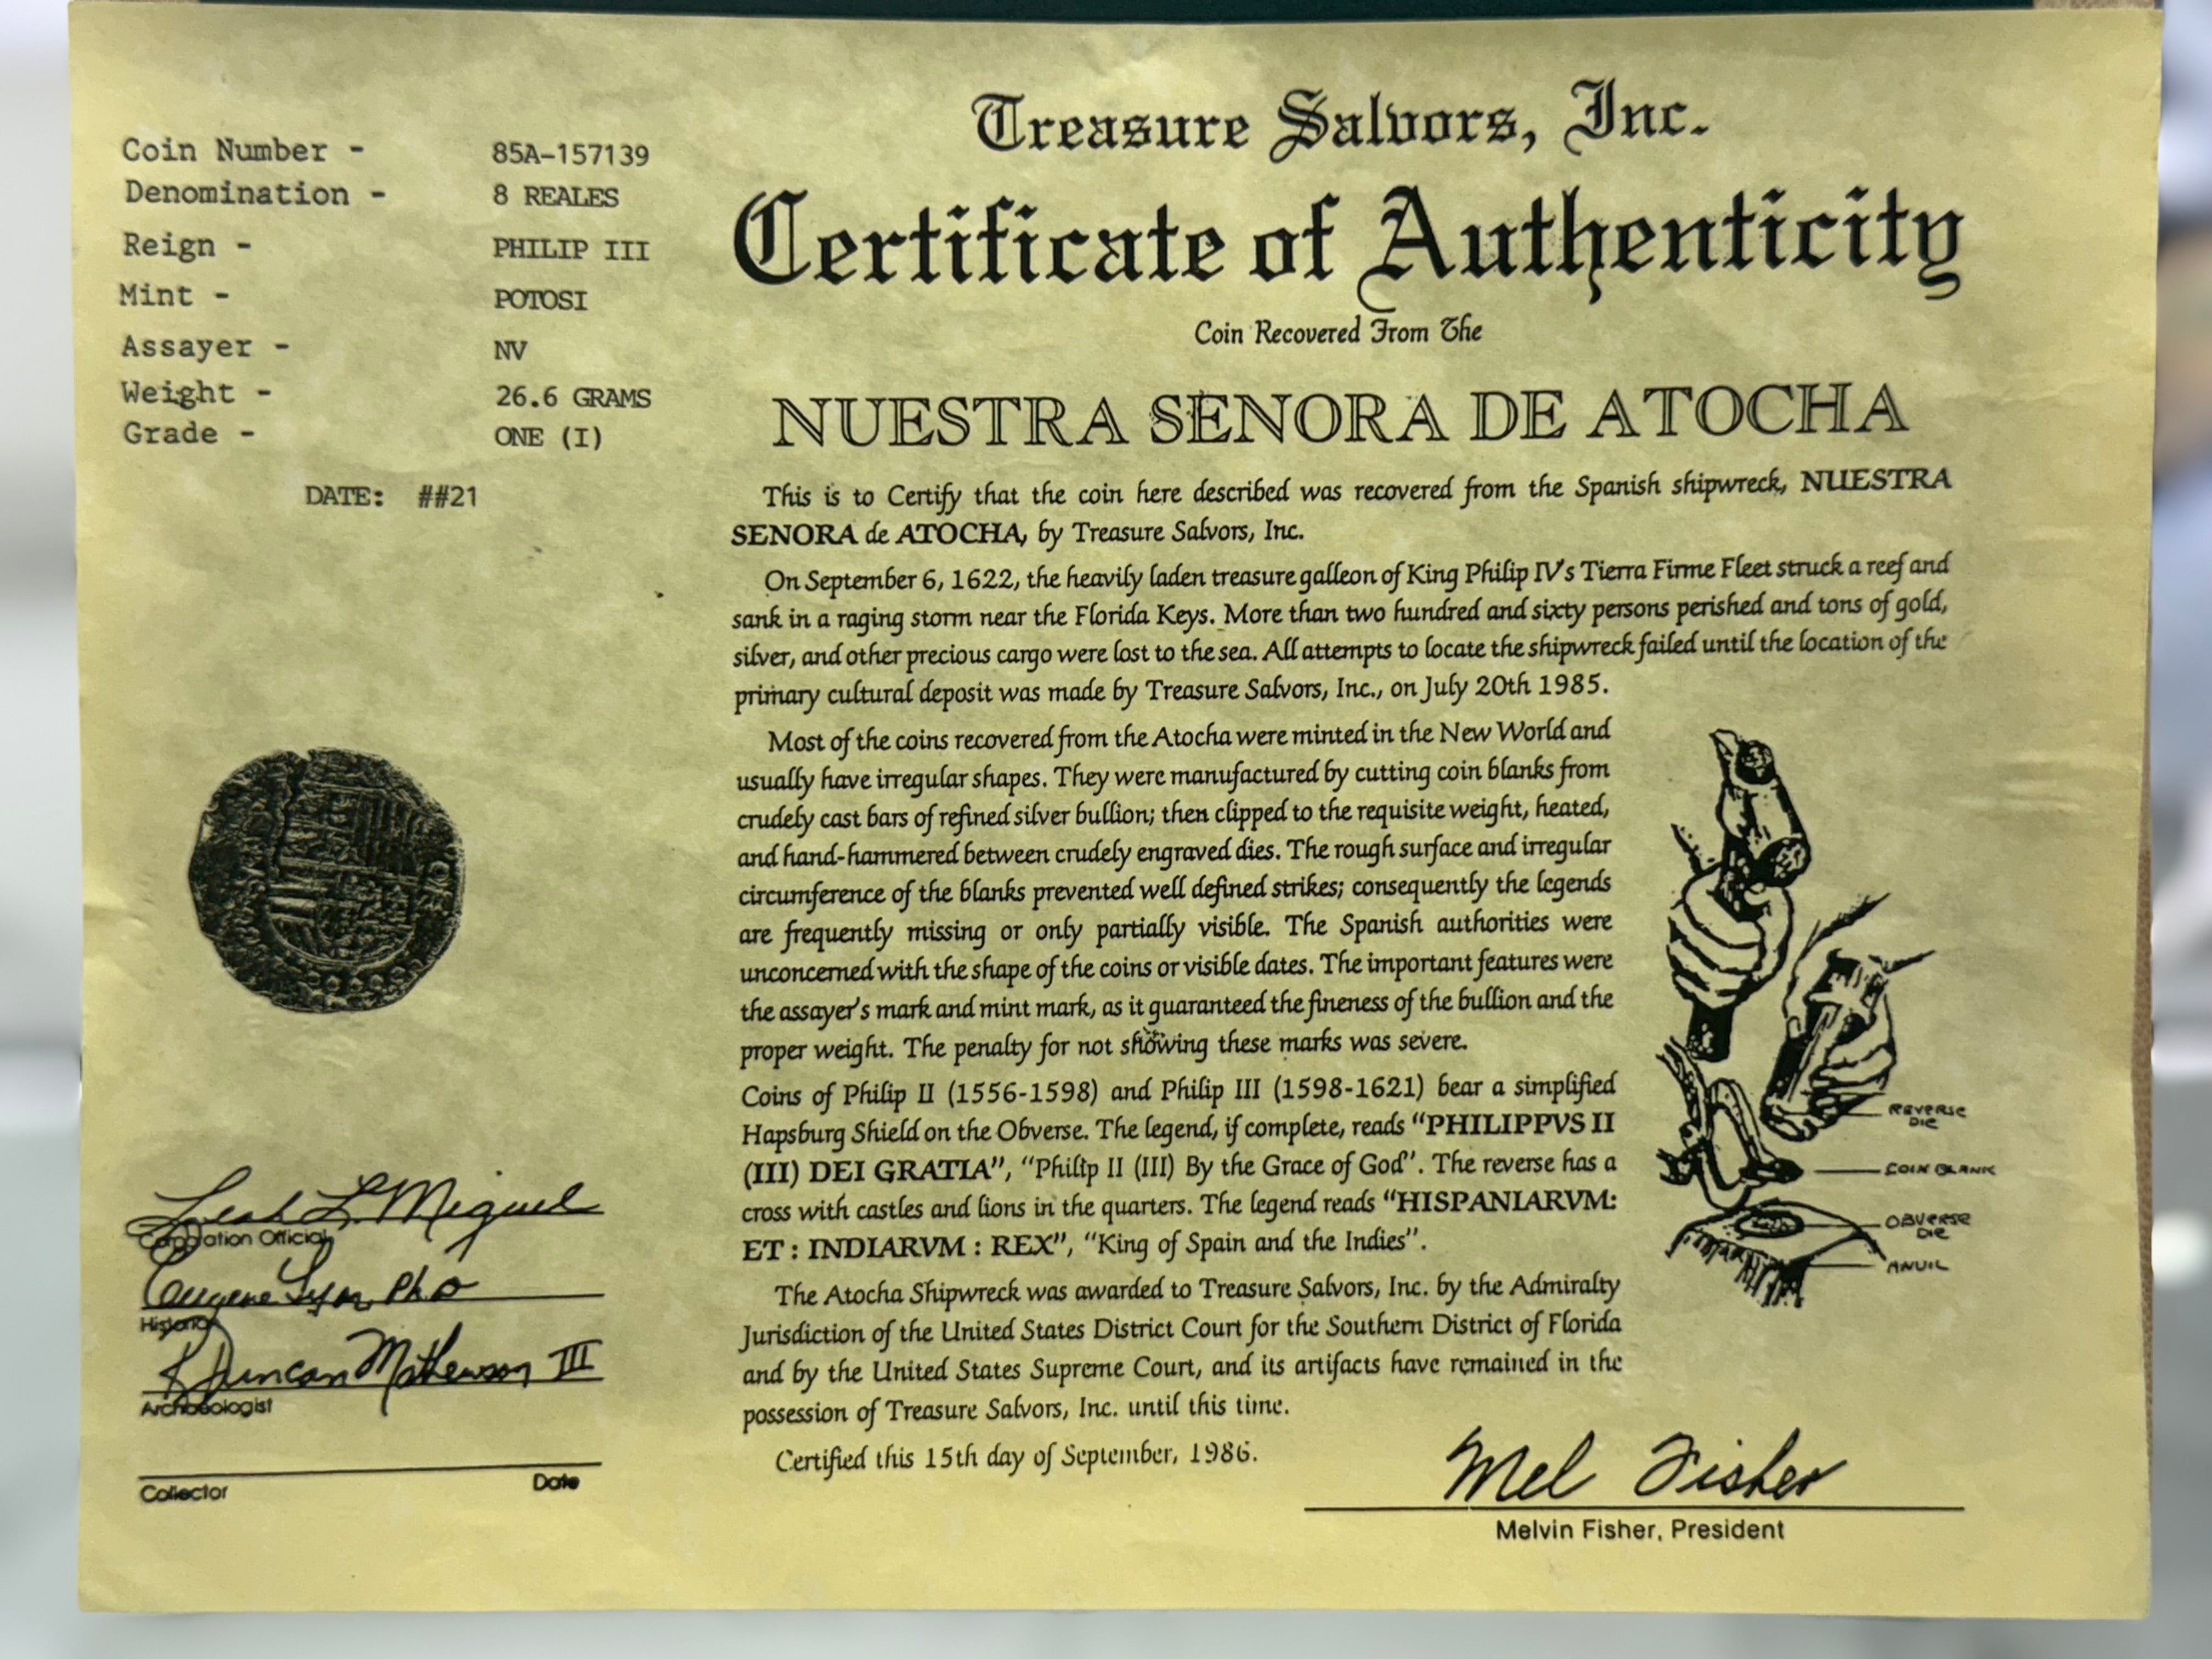 Coin Number - 85A-157139
Denomination - 8 REALES
Reign - PHILIP III
Mint - POTOSI
Assayer - NV
Weight - 26.6 GRAMS
Grade - ONE (I)
DATE: ##21
Treasure Salvors, Inc.
Certificate of Authenticity
Coin Recovered From The
NUESTRA SENORA DE ATOCHA
This is to Certify that the coin here described was recovered from the Spanish shipwreck, NUESTRA
SENORA de ATOCHA, by Treasure Salvors, Inc.
On September 6, 1622, the heavily laden treasure galleon of King Philip IV's Tierra Firme Fleet struck a reef and
sank in a raging storm near the Florida Keys. More than two hundred and sixty persons perished and tons of gold,
silver, and other precious cargo were lost to the sea. All attempts to locate the shipwreck failed until the location of the
primary cultural deposit was made by Treasure Salvors, Inc., on July 20th 1985.
Most of the coins recovered from the Atocha were minted in the New World and
usually have irregular shapes. They were manufactured by cutting coin blanks from
crudely cast bars of refined silver bullion; then clipped to the requisite weight, heated,
and hand-hammered between crudely engraved dies. The rough surface and irregular
circumference of the blanks prevented well defined strikes; consequently the legends
are frequently missing or only partially visible. The Spanish authorities were
unconcerned with the shape of the coins or visible dates. The important features were
the assayer's mark and mint mark, as it guaranteed the fineness of the bullion and the
proper weight. The penalty for not showing these marks was severe.
Coins of Philip II (1556-1598) and Philip III (1598-1621) bear a simplified
Hapsburg Shield on the Obverse. The legend, if complete, reads "PHILIPPVS II
(III) DEI GRATIA", "Philip II (III) By the Grace of God". The reverse has a
cross with castles and lions in the quarters. The legend reads "HISPANIARVM:
ET : INDIARVM : REX", "King of Spain and the Indies".
The Atocha Shipwreck was awarded to Treasure Salvors, Inc. by the Admiralty
Jurisdiction of the United States District Court for the Southern District of Florida
and by the United States Supreme Court, and its artifacts have remained in the
possession of Treasure Salvors, Inc. until this time.
Certified this 15th day of September, 1986.
REVERSE
DIE
COIN BLANK
OBVERSE
DIE
ANVIL
Leah L. Miguel
Corporation Official
Eugene Lyon PhD
Historian
R Duncan Mathewson III
Archaeologist
Collector Date
Mel Fisher
Melvin Fisher, President